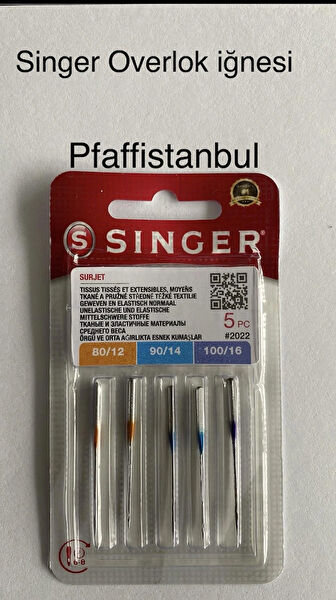 Singer Overlok iğnesi
Pfaffistanbul
S SINGER®
SURJET
TISSUS TISSÉS ET EXTENSIBLES, MOYENS
TKANÉ A PRUŽNÉ STŘEDNĚ TĚŽKÉ TEXTILIE
GEWEVEN EN ELASTISCH NORMAAL
UNELASTISCHE UND ELASTISCHE
MITTELSCHWERE STOFFE
ТКАНЫЕ И ЭЛАСТИЧНЫЕ МАТЕРИАЛЫ
СРЕДНЕГО ВЕСА
ÖRGÜ VE ORTA AĞIRLIKTA ESNEK KUMAŞLAR
5 PC
#2022
80/12 90/14 100/16
6-8